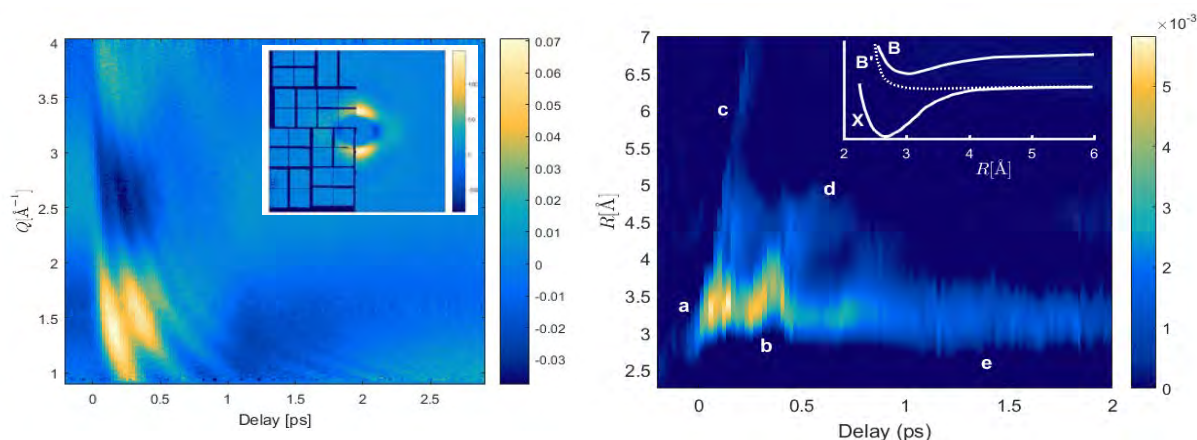 4
3.5
3
2.5
2
1.5
1
Q[Å⁻¹]
0 0.5 1 1.5 2 2.5
Delay [ps]
0.07
0.06
0.05
0.04
0.03
0.02
0.01
0
-0.01
-0.02
-0.03
7
6.5
6
5.5
5
4.5
4
3.5
3
2.5
R[Å]
a
b
c
d
e
B
B'
X
2 3 4 5 6
R[Å]
0 0.5 1 1.5 2
Delay (ps)
×10⁻³
5
4
3
2
1
0